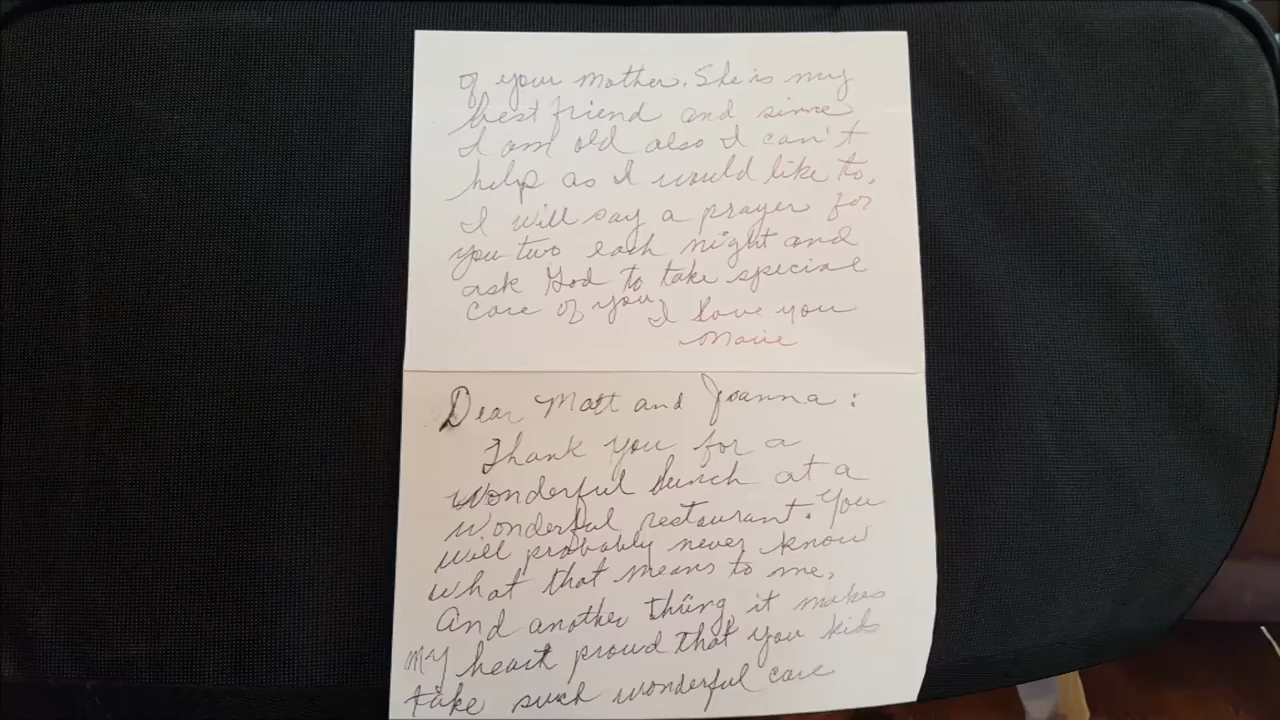 Dear Matt and Joanna:
Thank you for a
wonderful lunch at a
wonderful restaurant. You
will probably never know
what that means to me.
And another thing it makes
my heart proud that you kids
take such wonderful care
of your mother. She is my
best friend and since
I am old also I can't
help as I would like to.
I will say a prayer for
you two each night and
ask God to take special
care of you. I love you
Marie